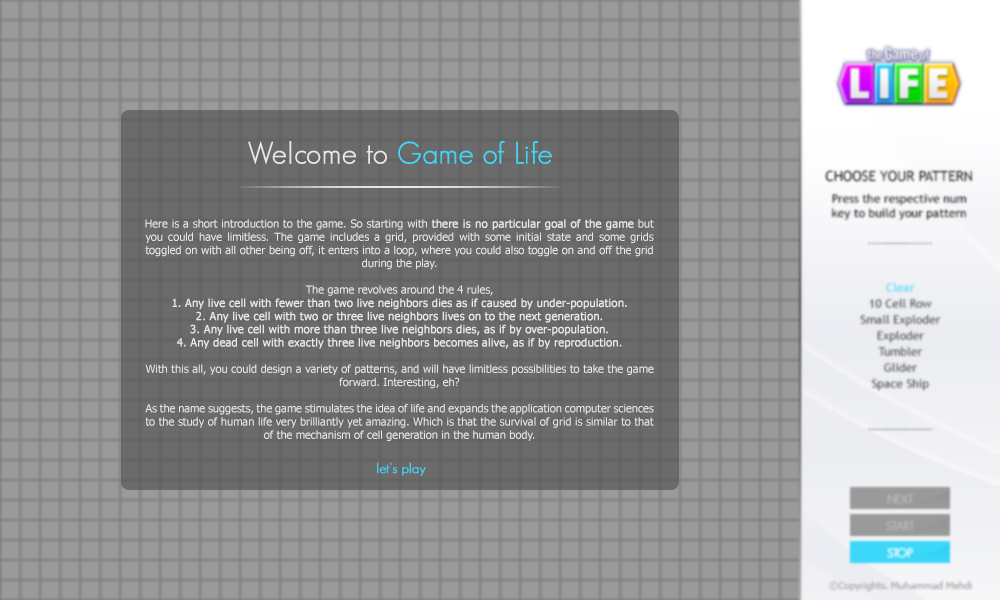 Welcome to Game of Life
Here is a short introduction to the game. So starting with there is no particular goal of the game but
you could have limitless. The game includes a grid, provided with some initial state and some grids
toggled on with all other being off, it enters into a loop, where you could also toggle on and off the grid
during the play.
The game revolves around the 4 rules,
1. Any live cell with fewer than two live neighbors dies as if caused by under-population.
2. Any live cell with two or three live neighbors lives on to the next generation.
3. Any live cell with more than three live neighbors dies, as if by over-population.
4. Any dead cell with exactly three live neighbors becomes alive, as if by reproduction.
With this all, you could design a variety of patterns, and will have limitless possibilities to take the game
forward. Interesting, eh?
As the name suggests, the game stimulates the idea of life and expands the application computer sciences
to the study of human life very brilliantly yet amazing. Which is that the survival of grid is similar to that
of the mechanism of cell generation in the human body.
let's play
the Game of
LIFE
CHOOSE YOUR PATTERN
Press the respective num
key to build your pattern
Clear
10 Cell Row
Small Exploder
Exploder
Tumbler
Glider
Space Ship
NEXT
START
STOP
©Copyrights. Muhammad Mehdi